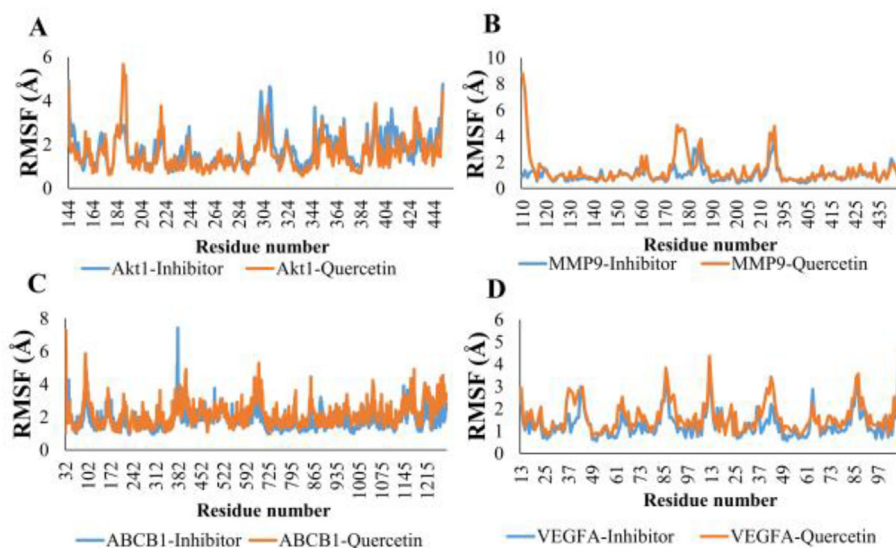 A
RMSF (Å)
6
4
2
0
144 164 184 204 224 244 264 284 304 324 344 364 384 404 424 444
Residue number
Akt1-Inhibitor Akt1-Quercetin
B
RMSF (Å)
10
8
6
4
2
0
110 120 130 140 150 160 170 180 190 200 210 395 405 415 425 435
Residue number
MMP9-Inhibitor MMP9-Quercetin
C
RMSF (Å)
8
6
4
2
0
32 102 172 242 312 382 452 522 592 655 725 795 865 935 1005 1075 1145 1215
Residue number
ABCB1-Inhibitor ABCB1-Quercetin
D
RMSF (Å)
6
5
4
3
2
1
0
13 25 37 49 61 73 85 97 13 25 37 49 61 73 85 97
Residue number
VEGFA-Inhibitor VEGFA-Quercetin